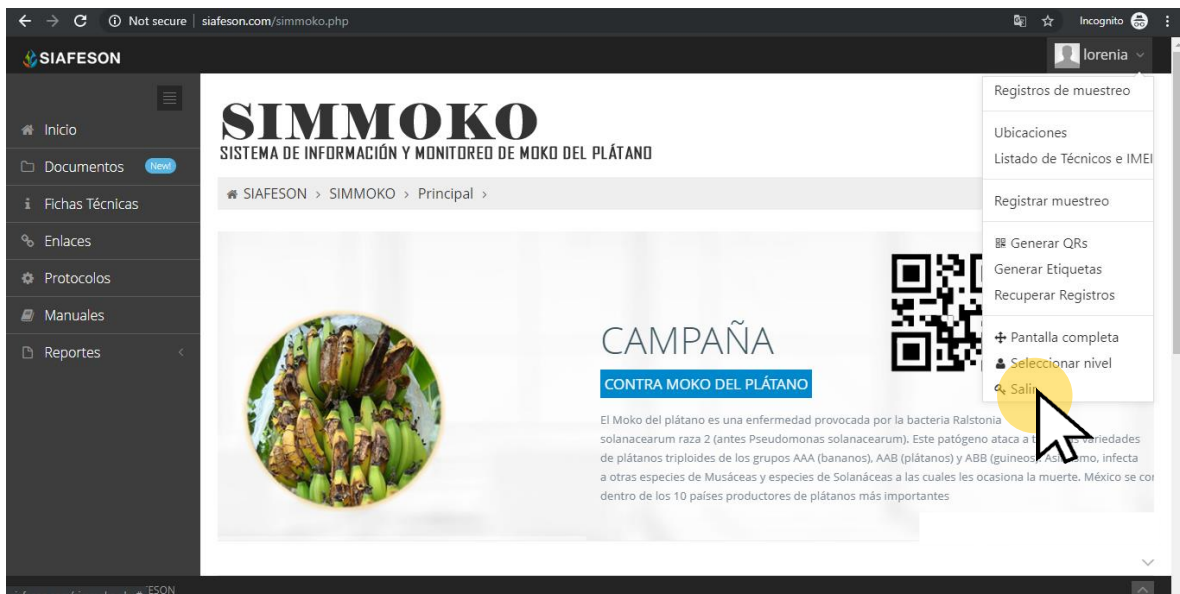 Not secure | siafeson.com/simmoko.php
Incognito
SIAFESON
lorenia
Inicio
Documentos New!
Fichas Técnicas
Enlaces
Protocolos
Manuales
Reportes
SIMMOKO
SISTEMA DE INFORMACIÓN Y MONITOREO DE MOKO DEL PLÁTANO
SIAFESON > SIMMOKO > Principal >
Registros de muestreo
Ubicaciones
Listado de Técnicos e IMEI
Registrar muestreo
Generar QRs
Generar Etiquetas
Recuperar Registros
Pantalla completa
Seleccionar nivel
Salir
CAMPAÑA
CONTRA MOKO DEL PLÁTANO
El Moko del plátano es una enfermedad provocada por la bacteria Ralstonia
solanacearum raza 2 (antes Pseudomonas solanacearum). Este patógeno ataca a variedades
de plátanos triploides de los grupos AAA (bananos), AAB (plátanos) y ABB (guineos). Asimismo, infecta
a otras especies de Musáceas y especies de Solanáceas a las cuales les ocasiona la muerte. México se
dentro de los 10 países productores de plátanos más importantes